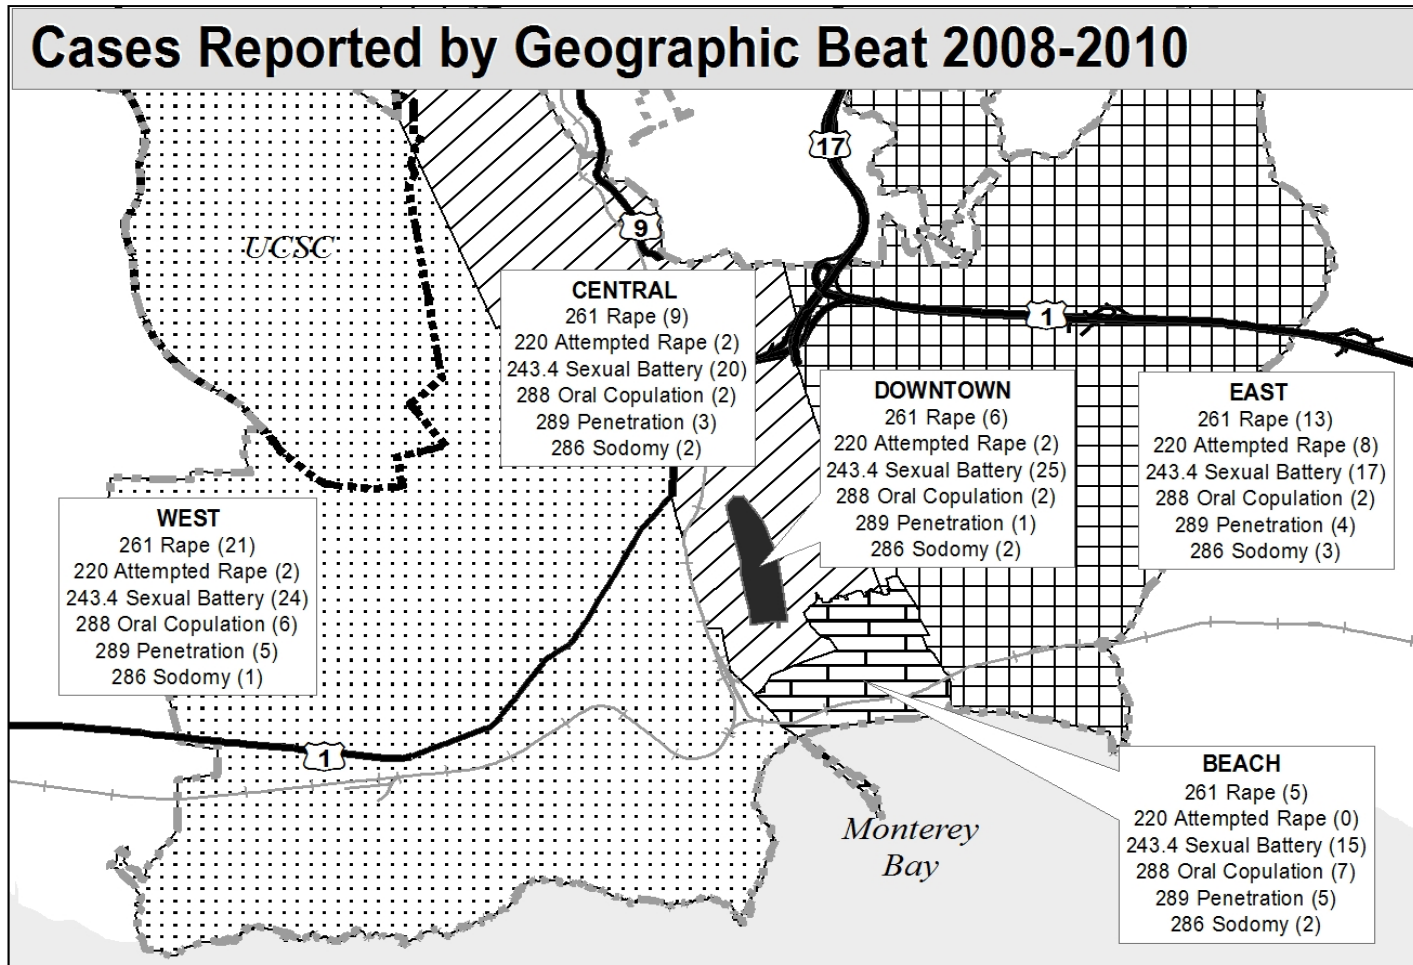 Cases Reported by Geographic Beat 2008-2010
17
UCSC
9
CENTRAL
261 Rape (9)
220 Attempted Rape (2)
243.4 Sexual Battery (20)
288 Oral Copulation (2)
289 Penetration (3)
286 Sodomy (2)
1
DOWNTOWN
261 Rape (6)
220 Attempted Rape (2)
243.4 Sexual Battery (25)
288 Oral Copulation (2)
289 Penetration (1)
286 Sodomy (2)
EAST
261 Rape (13)
220 Attempted Rape (8)
243.4 Sexual Battery (17)
288 Oral Copulation (2)
289 Penetration (4)
286 Sodomy (3)
WEST
261 Rape (21)
220 Attempted Rape (2)
243.4 Sexual Battery (24)
288 Oral Copulation (6)
289 Penetration (5)
286 Sodomy (1)
1
Monterey
Bay
BEACH
261 Rape (5)
220 Attempted Rape (0)
243.4 Sexual Battery (15)
288 Oral Copulation (7)
289 Penetration (5)
286 Sodomy (2)